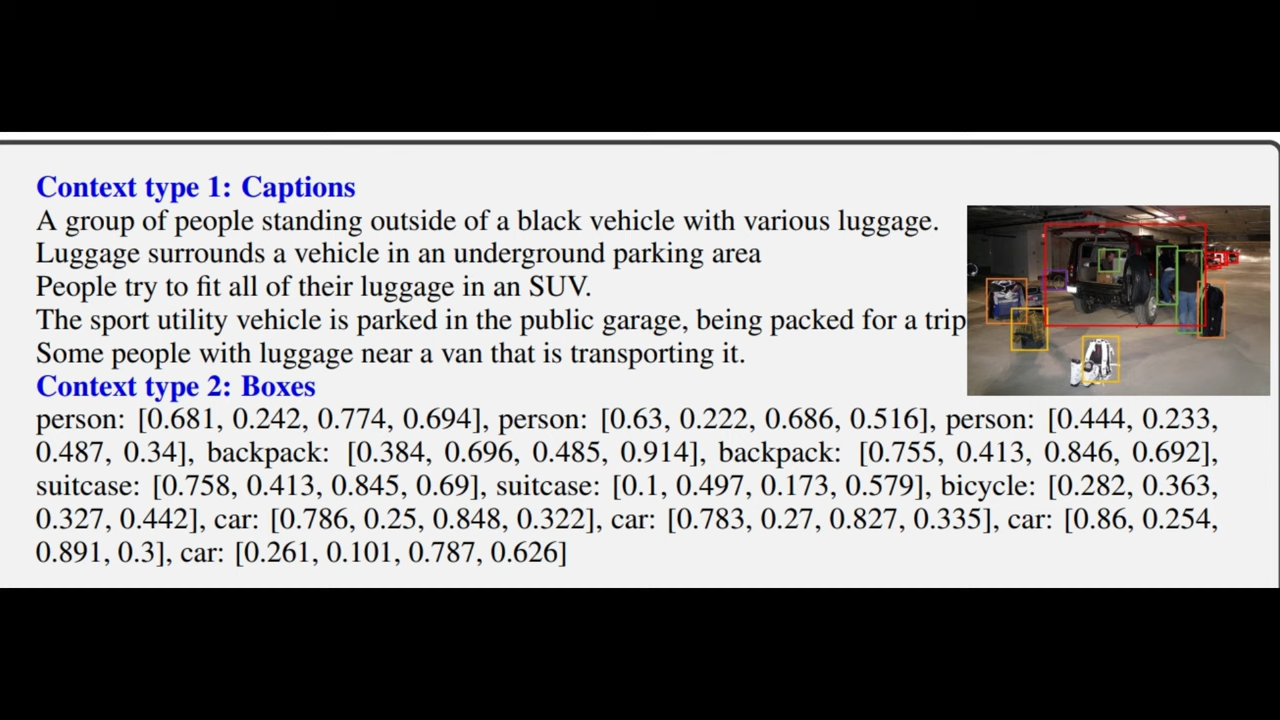 Context type 1: Captions
A group of people standing outside of a black vehicle with various luggage.
Luggage surrounds a vehicle in an underground parking area
People try to fit all of their luggage in an SUV.
The sport utility vehicle is parked in the public garage, being packed for a trip
Some people with luggage near a van that is transporting it.
Context type 2: Boxes
person: [0.681, 0.242, 0.774, 0.694], person: [0.63, 0.222, 0.686, 0.516], person: [0.444, 0.233,
0.487, 0.34], backpack: [0.384, 0.696, 0.485, 0.914], backpack: [0.755, 0.413, 0.846, 0.692],
suitcase: [0.758, 0.413, 0.845, 0.69], suitcase: [0.1, 0.497, 0.173, 0.579], bicycle: [0.282, 0.363,
0.327, 0.442], car: [0.786, 0.25, 0.848, 0.322], car: [0.783, 0.27, 0.827, 0.335], car: [0.86, 0.254,
0.891, 0.3], car: [0.261, 0.101, 0.787, 0.626]